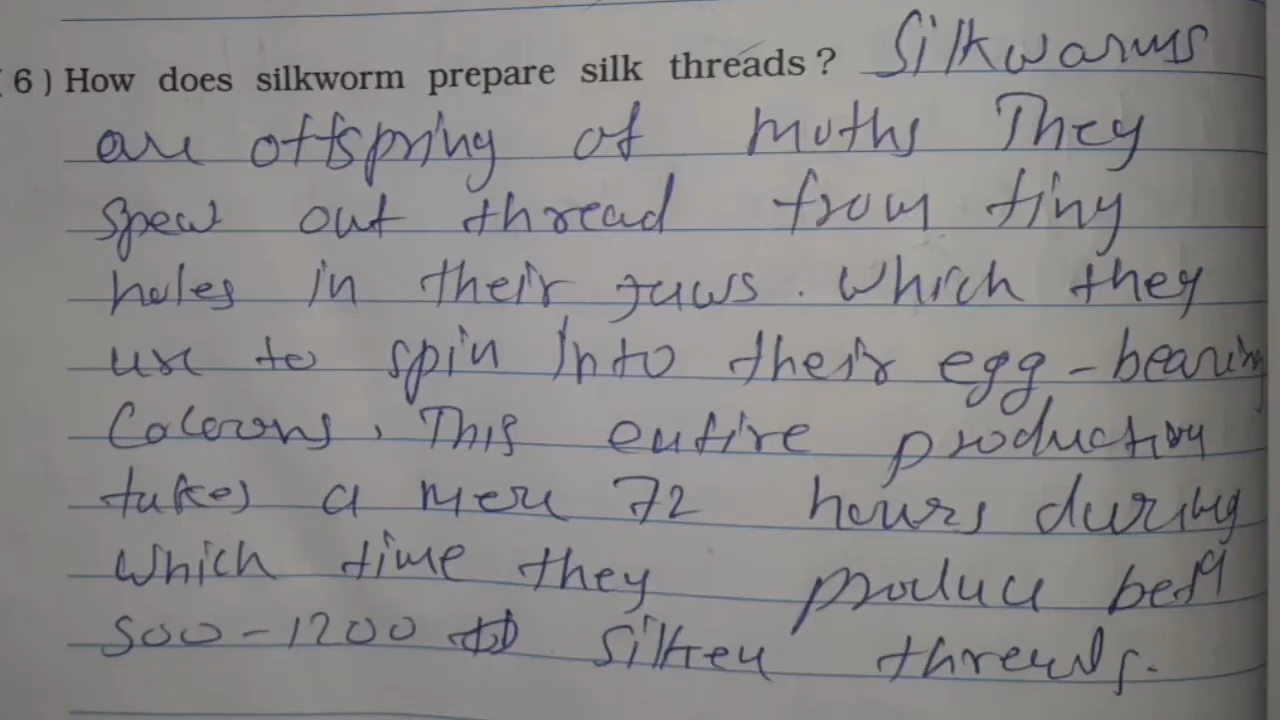 (6) How does silkworm prepare silk threads? Silkwarms
are offspring of moths They
spew out thread from tiny
holes in their jaws. which they
use to spin into their egg-bearing
Cocoons, This entire production
takes a mere 72 hours during
which time they produce
500-1200 silken threads.